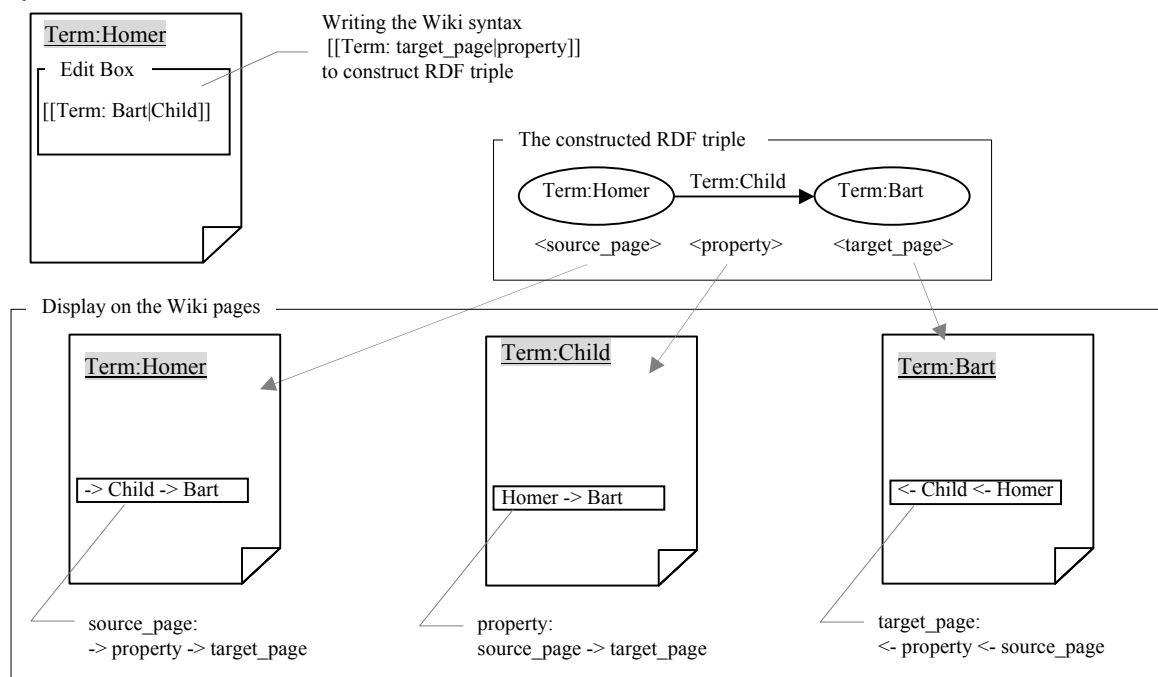 Term:Homer
Edit Box
[[Term: Bart|Child]]
Writing the Wiki syntax
[[Term: target_page|property]]
to construct RDF triple
The constructed RDF triple
Term:Homer
Term:Child
Term:Bart
<source_page>
<property>
<target_page>
Display on the Wiki pages
Term:Homer
-> Child -> Bart
source_page:
-> property -> target_page
Term:Child
Homer -> Bart
property:
source_page -> target_page
Term:Bart
<- Child <- Homer
target_page:
<- property <- source_page